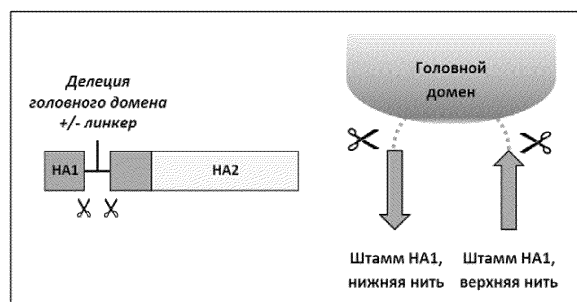 Делеция
головного домена
+/- линкер
HA1
HA2
Головной
домен
Штамм HA1,
нижняя нить
Штамм HA1,
верхняя нить